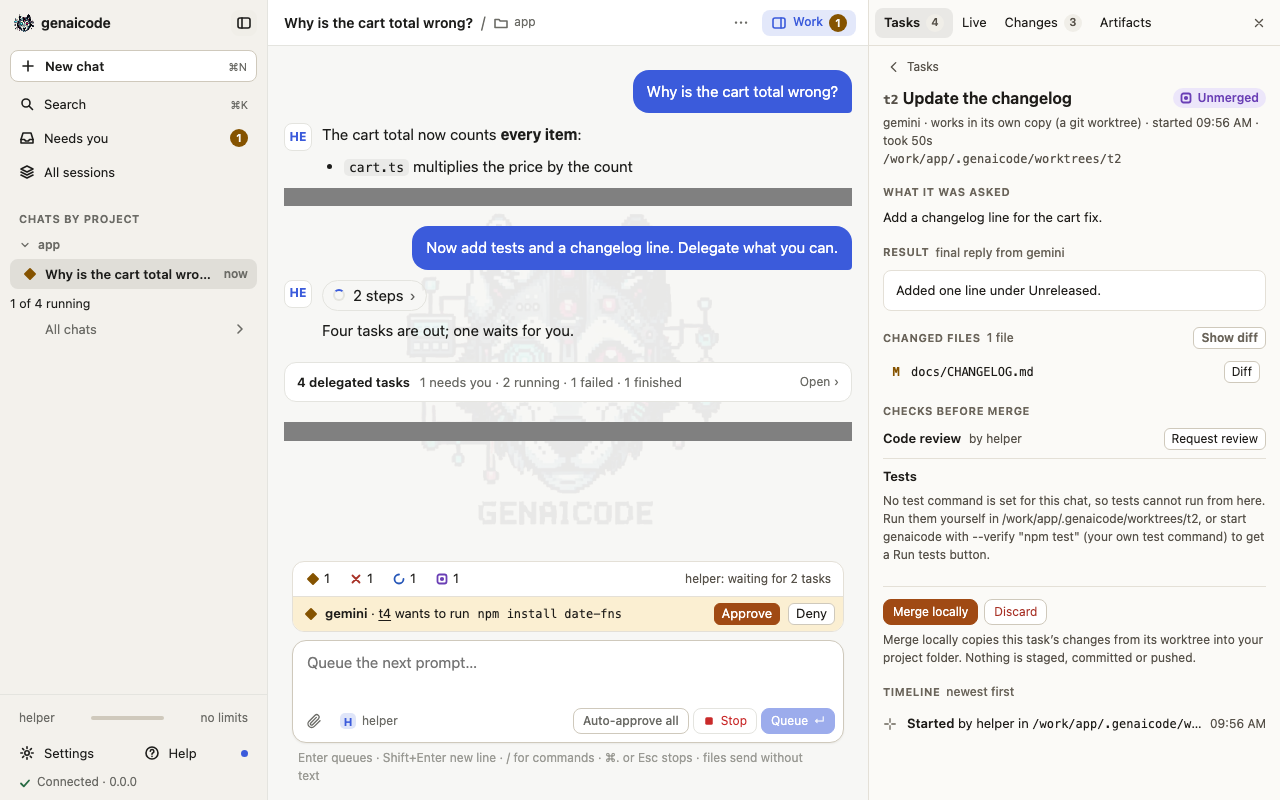 genaicode
New chat ⌘N
Search ⌘K
Needs you 1
All sessions
CHATS BY PROJECT
app
Why is the cart total wro... now
1 of 4 running
All chats
helper no limits
Settings Help
Connected · 0.0.0
Why is the cart total wrong? / app
··· Work 1
Why is the cart total wrong?
HE The cart total now counts every item:
• cart.ts multiplies the price by the count
Now add tests and a changelog line. Delegate what you can.
HE 2 steps ›
Four tasks are out; one waits for you.
4 delegated tasks 1 needs you · 2 running · 1 failed · 1 finished Open ›
GENAICODE
1 1 1 1 helper: waiting for 2 tasks
gemini · t4 wants to run npm install date-fns Approve Deny
Queue the next prompt...
H helper Auto-approve all Stop Queue ↵
Enter queues · Shift+Enter new line · / for commands · ⌘. or Esc stops · files send without
text
Tasks 4 Live Changes 3 Artifacts ×
Tasks
t2 Update the changelog Unmerged
gemini · works in its own copy (a git worktree) · started 09:56 AM ·
took 50s
/work/app/.genaicode/worktrees/t2
WHAT IT WAS ASKED
Add a changelog line for the cart fix.
RESULT final reply from gemini
Added one line under Unreleased.
CHANGED FILES 1 file Show diff
M docs/CHANGELOG.md Diff
CHECKS BEFORE MERGE
Code review by helper Request review
Tests
No test command is set for this chat, so tests cannot run from here.
Run them yourself in /work/app/.genaicode/worktrees/t2, or start
genaicode with --verify "npm test" (your own test command) to get
a Run tests button.
Merge locally Discard
Merge locally copies this task's changes from its worktree into your
project folder. Nothing is staged, committed or pushed.
TIMELINE newest first
Started by helper in /work/app/.genaicode/w... 09:56 AM